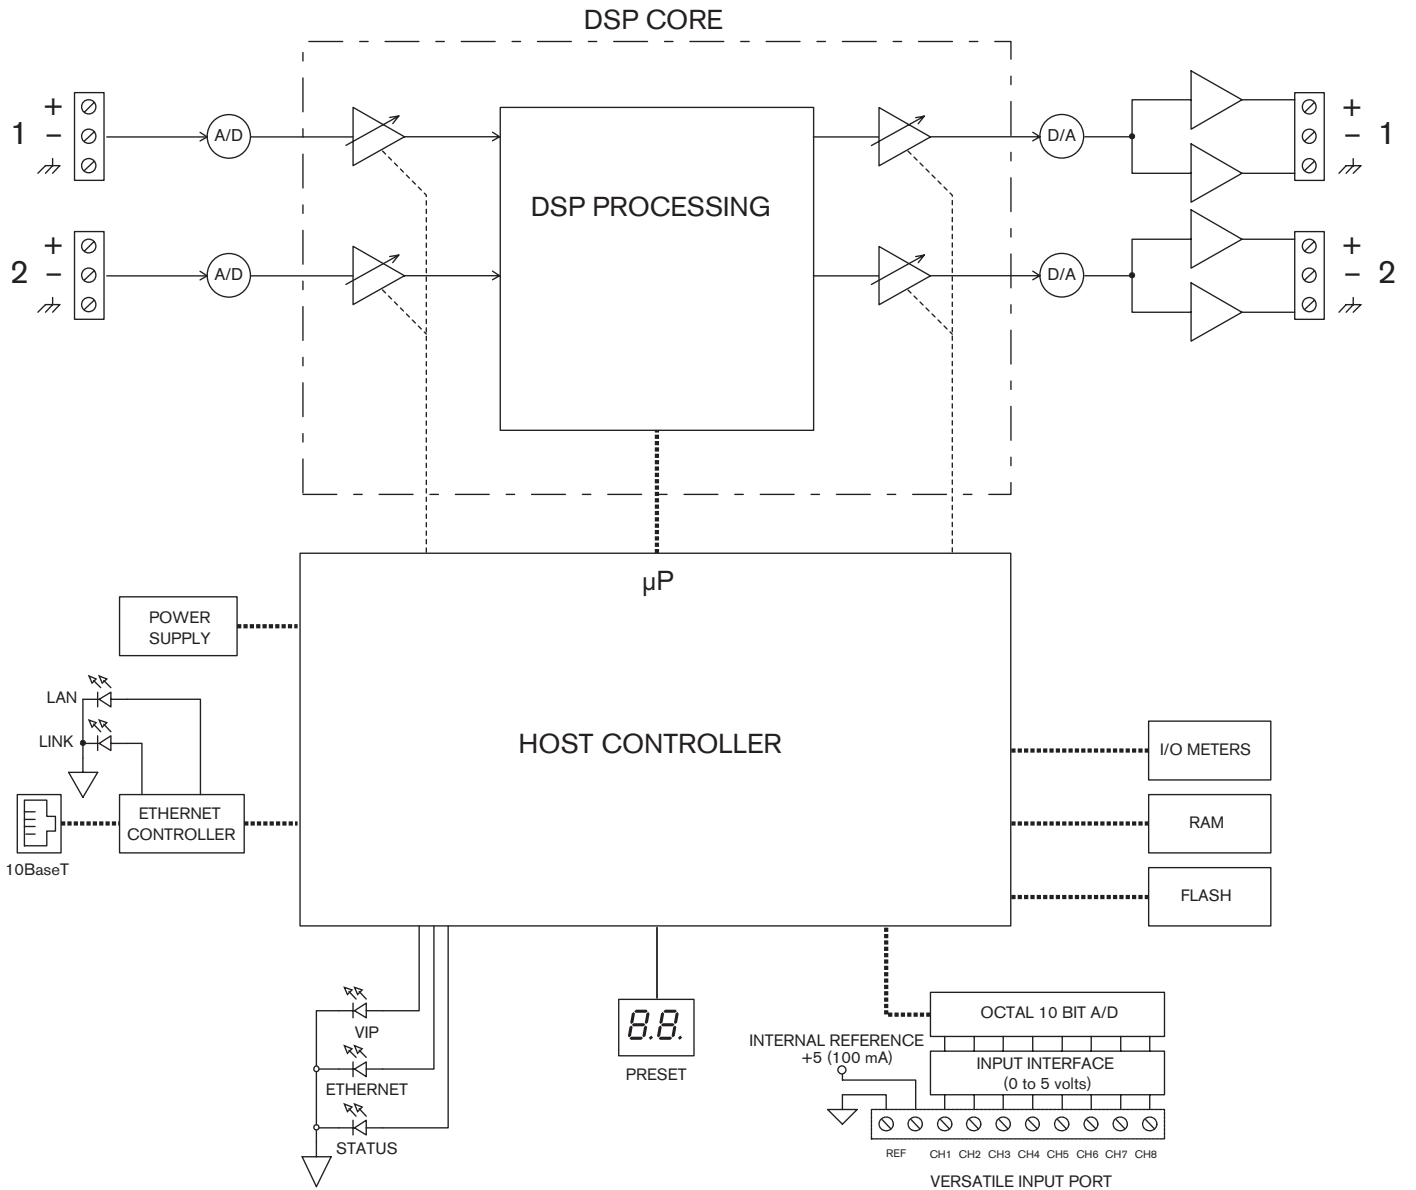 DSP CORE
+
1
−
A/D
DSP PROCESSING
D/A
+
− 1
+
2 −
A/D
D/A
+
− 2
µP
POWER
SUPPLY
LAN
LINK
HOST CONTROLLER
I/O METERS
ETHERNET
CONTROLLER
RAM
10BaseT
FLASH
VIP
ETHERNET
STATUS
8.8.
PRESET
OCTAL 10 BIT A/D
INTERNAL REFERENCE
+5 (100 mA)
INPUT INTERFACE
(0 to 5 volts)
REF CH1 CH2 CH3 CH4 CH5 CH6 CH7 CH8
VERSATILE INPUT PORT